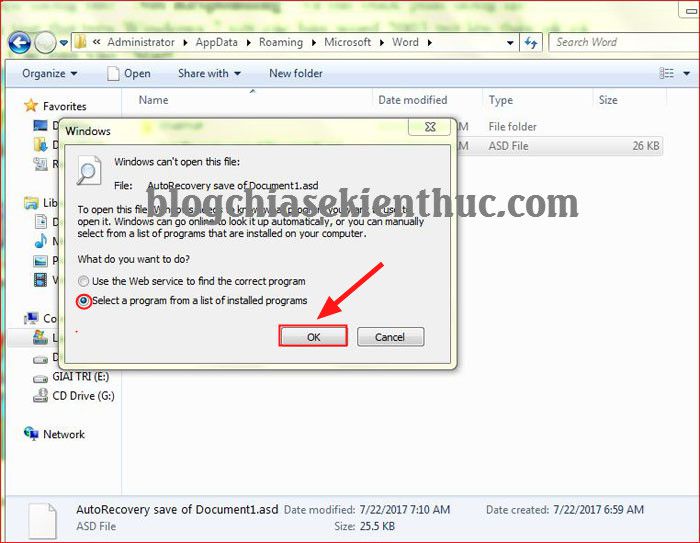 Administrator ▸ AppData ▸ Roaming ▸ Microsoft ▸ Word ▸
Search Word
Organize Open Share with New folder
Name Date modified Type Size
Favorites
File folder
ASD File 26 KB
Windows
Windows can't open this file:
File: AutoRecovery save of Document1.asd
blogchiasekienthuc.com
To open this file, Windows needs to know what program you want to use to
open it. Windows can go online to look it up automatically, or you can manually
select from a list of programs that are installed on your computer.
What do you want to do?
Use the Web service to find the correct program
Select a program from a list of installed programs
OK Cancel
GIAI TRI (E:)
CD Drive (G:)
Network
AutoRecovery save of Document1.asd Date modified: 7/22/2017 7:10 AM Date created: 7/22/2017 6:59 AM
ASD File Size: 25.5 KB